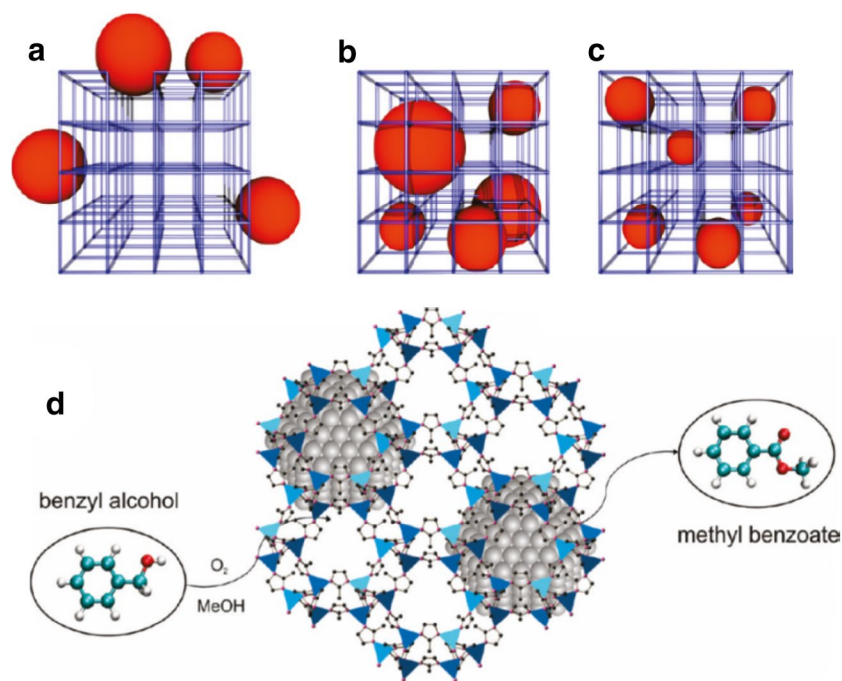 a
b
c
d
benzyl alcohol
O₂
MeOH
methyl benzoate